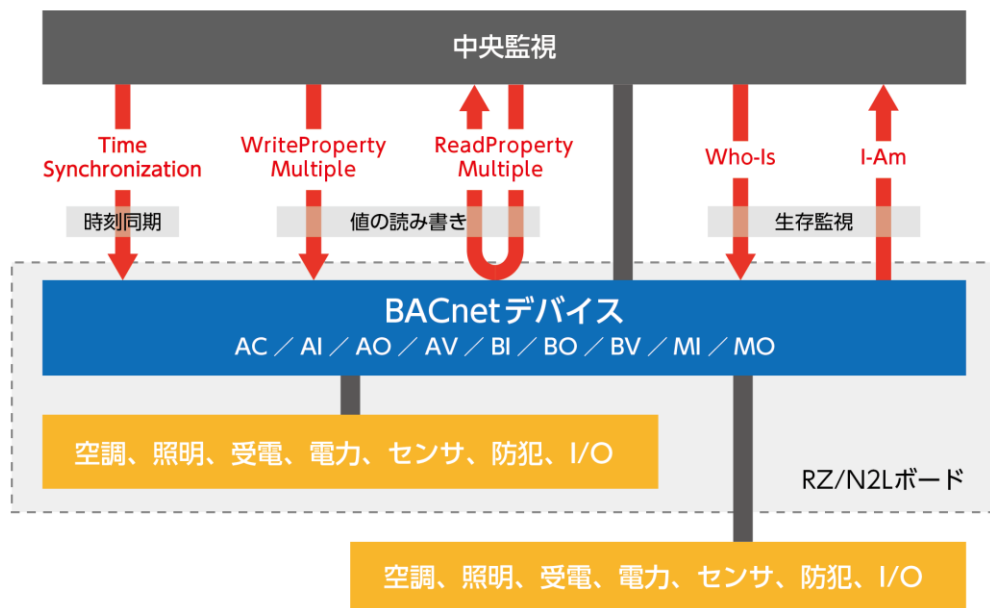 中央監視
Time
Synchronization
WriteProperty
Multiple
ReadProperty
Multiple
Who-Is
I-Am
時刻同期
値の読み書き
生存監視
BACnetデバイス
AC／AI／AO／AV／BI／BO／BV／MI／MO
空調、照明、受電、電力、センサ、防犯、I/O
RZ/N2Lボード
空調、照明、受電、電力、センサ、防犯、I/O